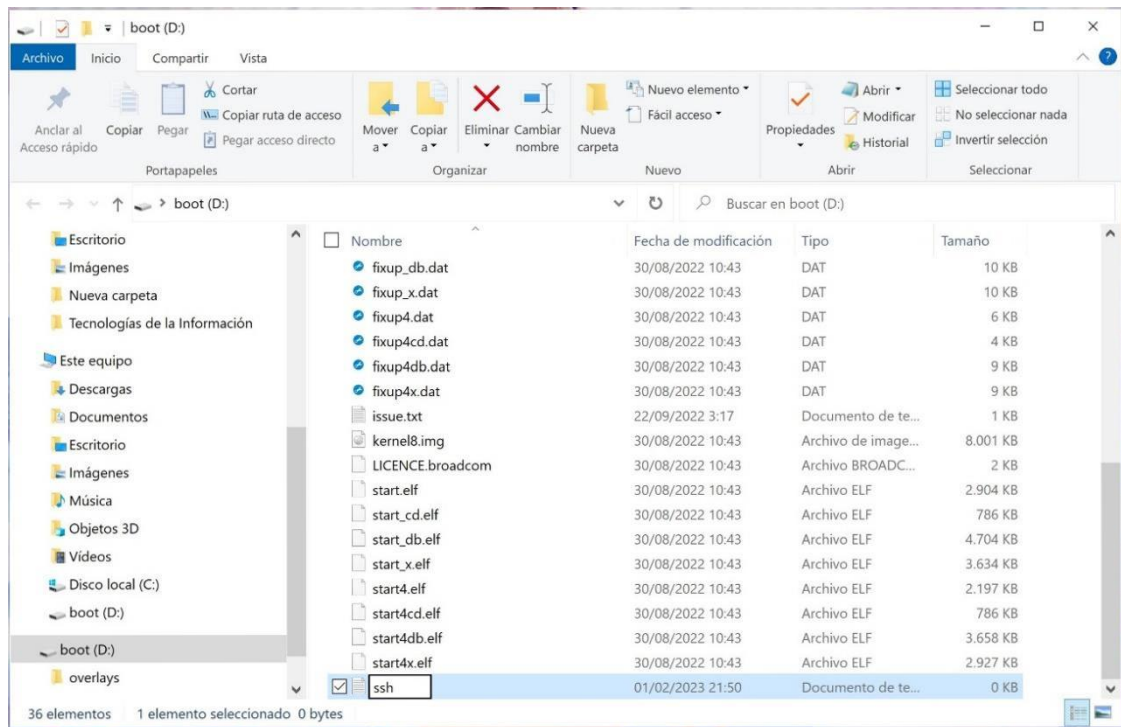 boot (D:)
Archivo Inicio Compartir Vista
Anclar al Acceso rápido
Copiar
Pegar
Cortar
Copiar ruta de acceso
Pegar acceso directo
Portapapeles
Mover a
Copiar a
Eliminar
Cambiar nombre
Organizar
Nueva carpeta
Nuevo elemento
Fácil acceso
Nuevo
Propiedades
Abrir
Modificar
Historial
Abrir
Seleccionar todo
No seleccionar nada
Invertir selección
Seleccionar
boot (D:)
Buscar en boot (D:)
Escritorio
Imágenes
Nueva carpeta
Tecnologías de la Información
Este equipo
Descargas
Documentos
Escritorio
Imágenes
Música
Objetos 3D
Vídeos
Disco local (C:)
boot (D:)
boot (D:)
overlays
Nombre Fecha de modificación Tipo Tamaño
fixup_db.dat 30/08/2022 10:43 DAT 10 KB
fixup_x.dat 30/08/2022 10:43 DAT 10 KB
fixup4.dat 30/08/2022 10:43 DAT 6 KB
fixup4cd.dat 30/08/2022 10:43 DAT 4 KB
fixup4db.dat 30/08/2022 10:43 DAT 9 KB
fixup4x.dat 30/08/2022 10:43 DAT 9 KB
issue.txt 22/09/2022 3:17 Documento de te... 1 KB
kernel8.img 30/08/2022 10:43 Archivo de image... 8.001 KB
LICENCE.broadcom 30/08/2022 10:43 Archivo BROADC... 2 KB
start.elf 30/08/2022 10:43 Archivo ELF 2.904 KB
start_cd.elf 30/08/2022 10:43 Archivo ELF 786 KB
start_db.elf 30/08/2022 10:43 Archivo ELF 4.704 KB
start_x.elf 30/08/2022 10:43 Archivo ELF 3.634 KB
start4.elf 30/08/2022 10:43 Archivo ELF 2.197 KB
start4cd.elf 30/08/2022 10:43 Archivo ELF 786 KB
start4db.elf 30/08/2022 10:43 Archivo ELF 3.658 KB
start4x.elf 30/08/2022 10:43 Archivo ELF 2.927 KB
ssh 01/02/2023 21:50 Documento de te... 0 KB
36 elementos 1 elemento seleccionado 0 bytes